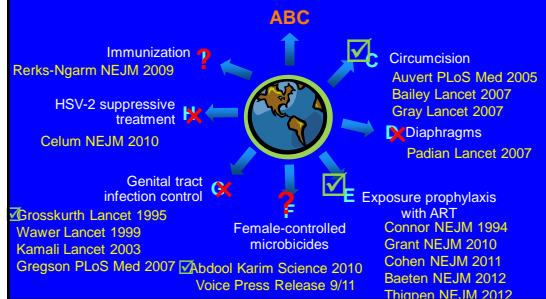 ABC
Immunization I
Rerks-Ngarm NEJM 2009
C Circumcision
Auvert PLoS Med 2005
Bailey Lancet 2007
Gray Lancet 2007
HSV-2 suppressive
treatment H
Celum NEJM 2010
D Diaphragms
Padian Lancet 2007
Genital tract
infection control G
Grosskurth Lancet 1995
Wawer Lancet 1999
Kamali Lancet 2003
Gregson PLoS Med 2007
?
F
Female-controlled
microbicides
Abdool Karim Science 2010
Voice Press Release 9/11
E Exposure prophylaxis
with ART
Connor NEJM 1994
Grant NEJM 2010
Cohen NEJM 2011
Baeten NEJM 2012
Thigpen NEJM 2012